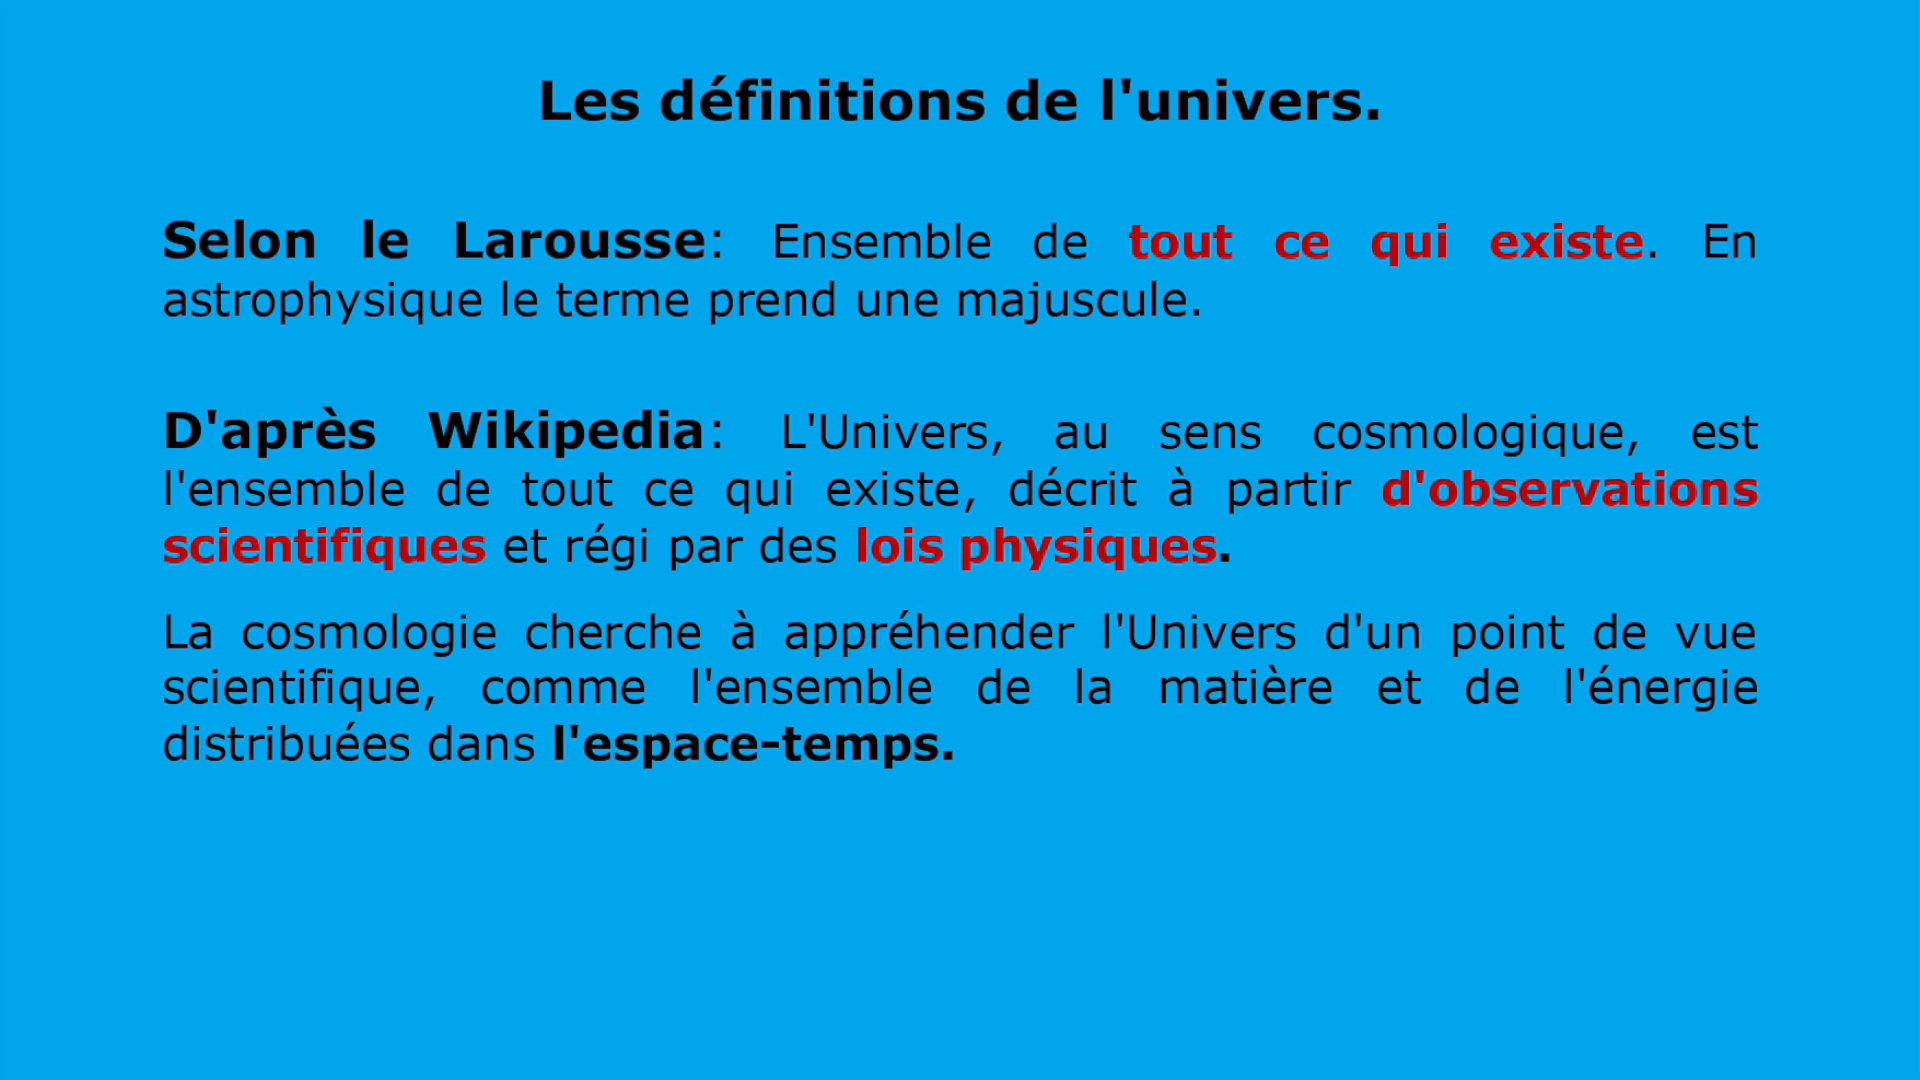 Les définitions de l'univers.
Selon le Larousse: Ensemble de tout ce qui existe. En
astrophysique le terme prend une majuscule.
D'après Wikipedia: L'Univers, au sens cosmologique, est
l'ensemble de tout ce qui existe, décrit à partir d'observations
scientifiques et régi par des lois physiques.
La cosmologie cherche à appréhender l'Univers d'un point de vue
scientifique, comme l'ensemble de la matière et de l'énergie
distribuées dans l'espace-temps.